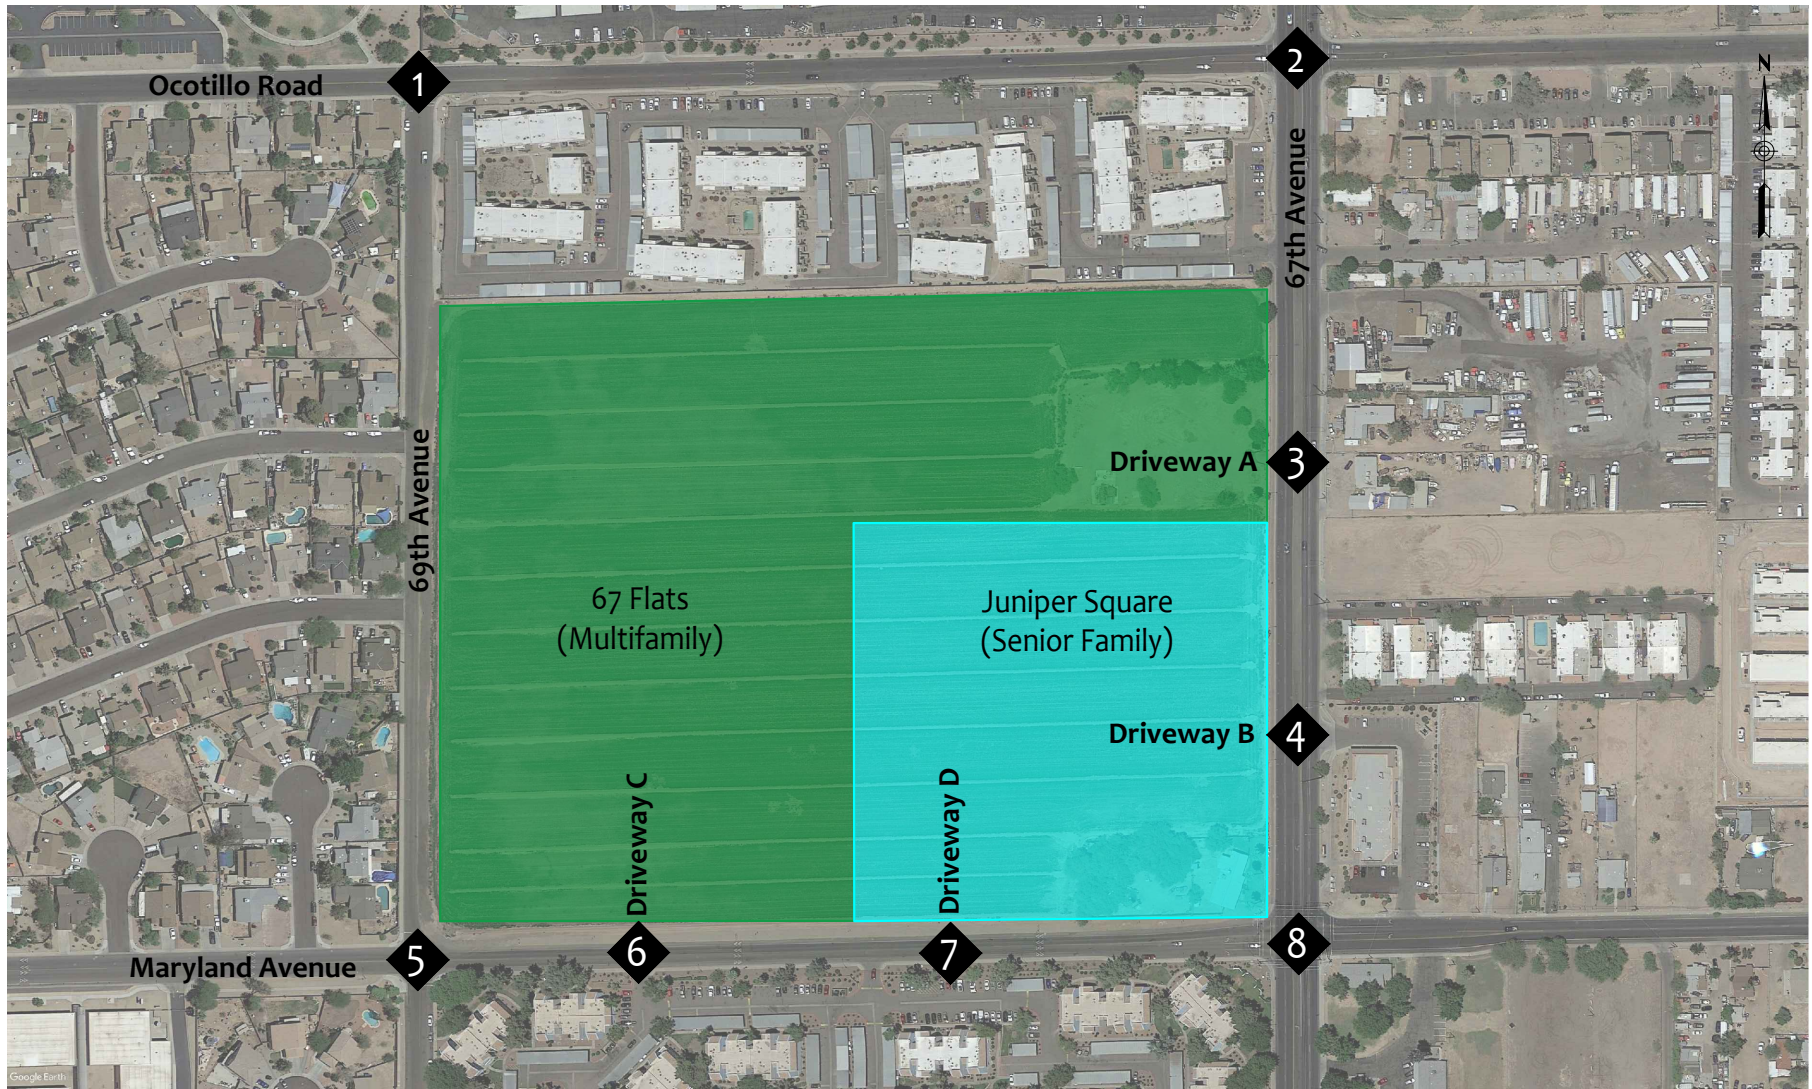 Ocotillo Road
1
2
N
67th Avenue
69th Avenue
Driveway A
3
67 Flats
(Multifamily)
Juniper Square
(Senior Family)
Driveway B
4
Driveway C
Driveway D
Maryland Avenue
5
6
7
8
Google Earth